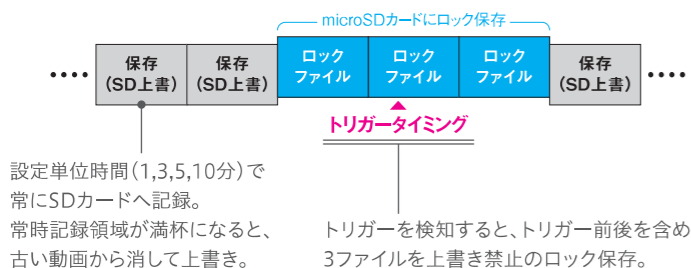 microSDカードにロック保存
保存
(SD上書)
保存
(SD上書)
ロック
ファイル
ロック
ファイル
ロック
ファイル
保存
(SD上書)
トリガータイミング
設定単位時間(1,3,5,10分)で
常にSDカードへ記録。
常時記録領域が満杯になると、
古い動画から消して上書き。
トリガーを検知すると、トリガー前後を含め
3ファイルを上書き禁止のロック保存。